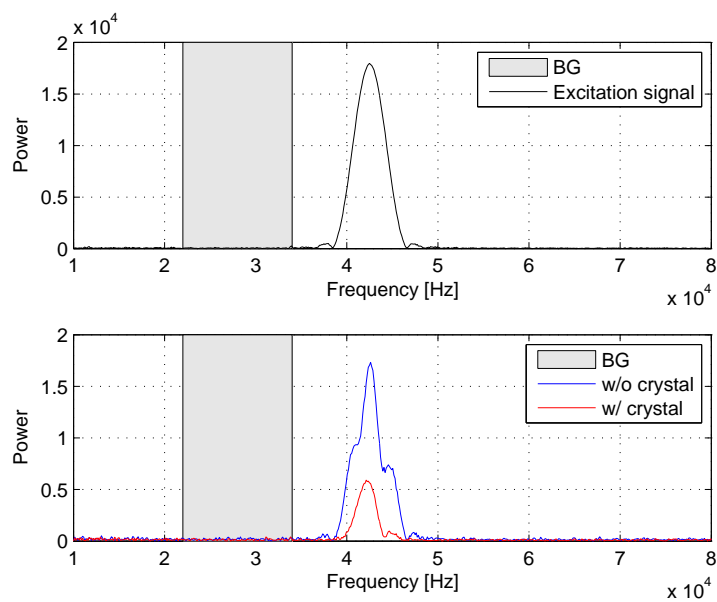 x 10^4
2
1.5
1
0.5
0
Power
BG
Excitation signal
1 2 3 4 5 6 7 8
Frequency [Hz]
x 10^4
2
1.5
1
0.5
0
Power
BG
w/o crystal
w/ crystal
1 2 3 4 5 6 7 8
Frequency [Hz]
x 10^4